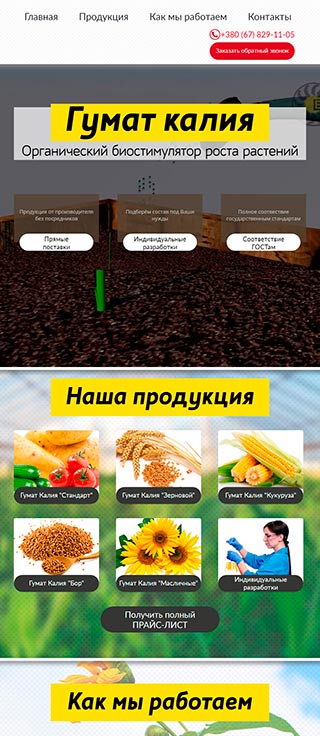 Главная Продукция Как мы работаем Контакты
+380 (67) 829-11-05
Заказать обратный звонок
Гумат калия
Органический биостимулятор роста растений
Продукция от производителя
без посредников
Подберём состав под Ваши
нужды
Полное соотвествие
государственным стандартам
Прямые
поставки
Индивидуальные
разработки
Соответствие
ГОСТам
Наша продукция
Гумат Калия "Стандарт"
Гумат Калия "Зерновой"
Гумат Калия "Кукуруза"
Гумат Калия "Бор"
Гумат Калия "Масличные"
Индивидуальные
разработки
Получить полный
ПРАЙС-ЛИСТ
Как мы работаем